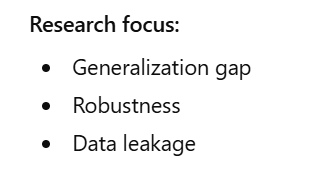 Research focus:
• Generalization gap
• Robustness
• Data leakage